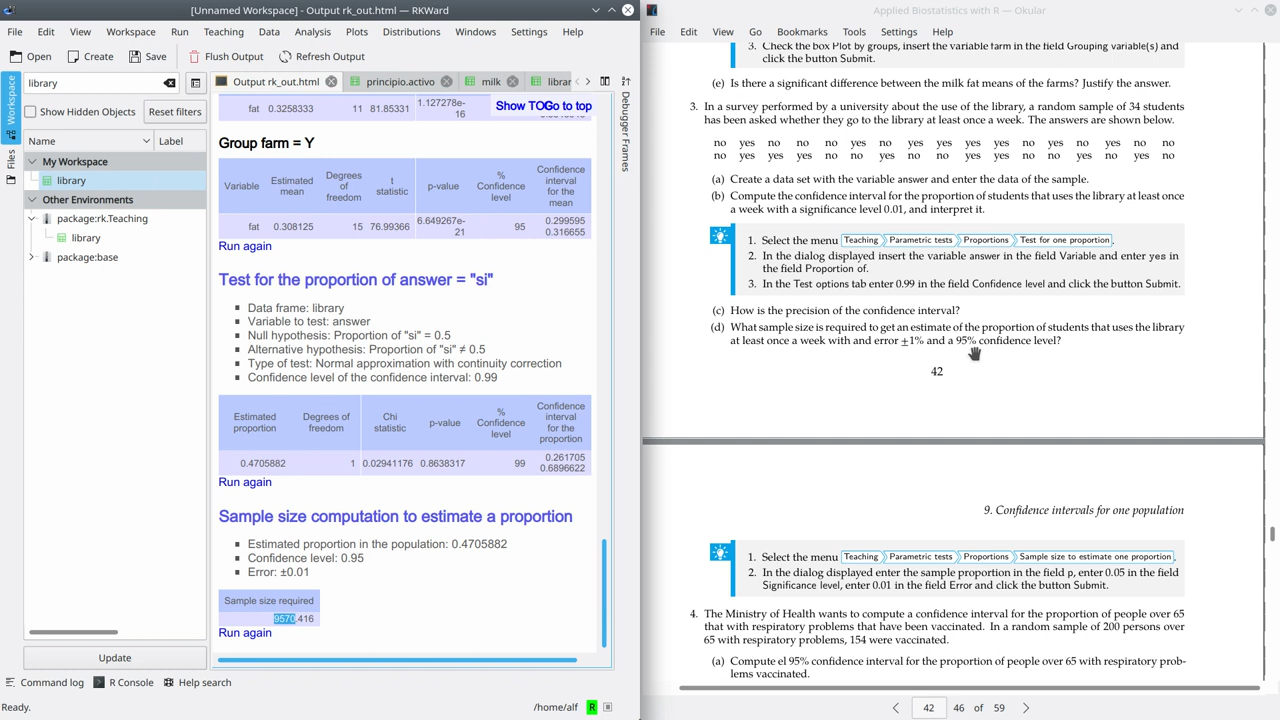 [Unnamed Workspace] - Output rk_out.html — RKWard
File Edit View Workspace Run Teaching Data Analysis Plots Distributions Windows Settings Help
Open Create Save Flush Output Refresh Output
Workspace
Files
library
Show Hidden Objects Reset filters
Name Label
My Workspace
library
Other Environments
package:rk.Teaching
library
package:base
Update
Output rk_out.html principio.activo milk librar
fat 0.3258333 11 81.85331 1.127278e-
16
Show TOGo to top
Group farm = Y
Variable Estimated mean Degrees of freedom t statistic p-value % Confidence level Confidence interval for the mean
fat 0.308125 15 76.99366 6.649267e-21 95 0.299595 0.316655
Run again
Test for the proportion of answer = "si"
Data frame: library
Variable to test: answer
Null hypothesis: Proportion of "si" = 0.5
Alternative hypothesis: Proportion of "si" ≠ 0.5
Type of test: Normal approximation with continuity correction
Confidence level of the confidence interval: 0.99
Estimated proportion Degrees of freedom Chi statistic p-value % Confidence level Confidence interval for the proportion
0.4705882 1 0.02941176 0.8638317 99 0.261705 0.6896622
Run again
Sample size computation to estimate a proportion
Estimated proportion in the population: 0.4705882
Confidence level: 0.95
Error: ±0.01
Sample size required
9570.416
Run again
Debugger Frames
Command log R Console Help search
Ready. /home/alf R
Applied Biostatistics with R — Okular
File Edit View Go Bookmarks Tools Settings Help
3. Check the box Plot by groups, insert the variable farm in the field Grouping variable(s) and
click the button Submit.
(e) Is there a significant difference between the milk fat means of the farms? Justify the answer.
3. In a survey performed by a university about the use of the library, a random sample of 34 students
has been asked whether they go to the library at least once a week. The answers are shown below.
no yes no no no yes no yes yes yes yes no yes no yes no no
no yes yes yes no no yes no yes yes yes no no no yes no no
(a) Create a data set with the variable answer and enter the data of the sample.
(b) Compute the confidence interval for the proportion of students that uses the library at least once
a week with a significance level 0.01, and interpret it.
1. Select the menu Teaching Parametric tests Proportions Test for one proportion.
2. In the dialog displayed insert the variable answer in the field Variable and enter yes in
the field Proportion of.
3. In the Test options tab enter 0.99 in the field Confidence level and click the button Submit.
(c) How is the precision of the confidence interval?
(d) What sample size is required to get an estimate of the proportion of students that uses the library
at least once a week with and error ±1% and a 95% confidence level?
42
9. Confidence intervals for one population
1. Select the menu Teaching Parametric tests Proportions Sample size to estimate one proportion.
2. In the dialog displayed enter the sample proportion in the field p, enter 0.05 in the field
Significance level, enter 0.01 in the field Error and click the button Submit.
4. The Ministry of Health wants to compute a confidence interval for the proportion of people over 65
that with respiratory problems that have been vaccinated. In a random sample of 200 persons over
65 with respiratory problems, 154 were vaccinated.
(a) Compute el 95% confidence interval for the proportion of people over 65 with respiratory prob-
lems vaccinated.
42 46 of 59